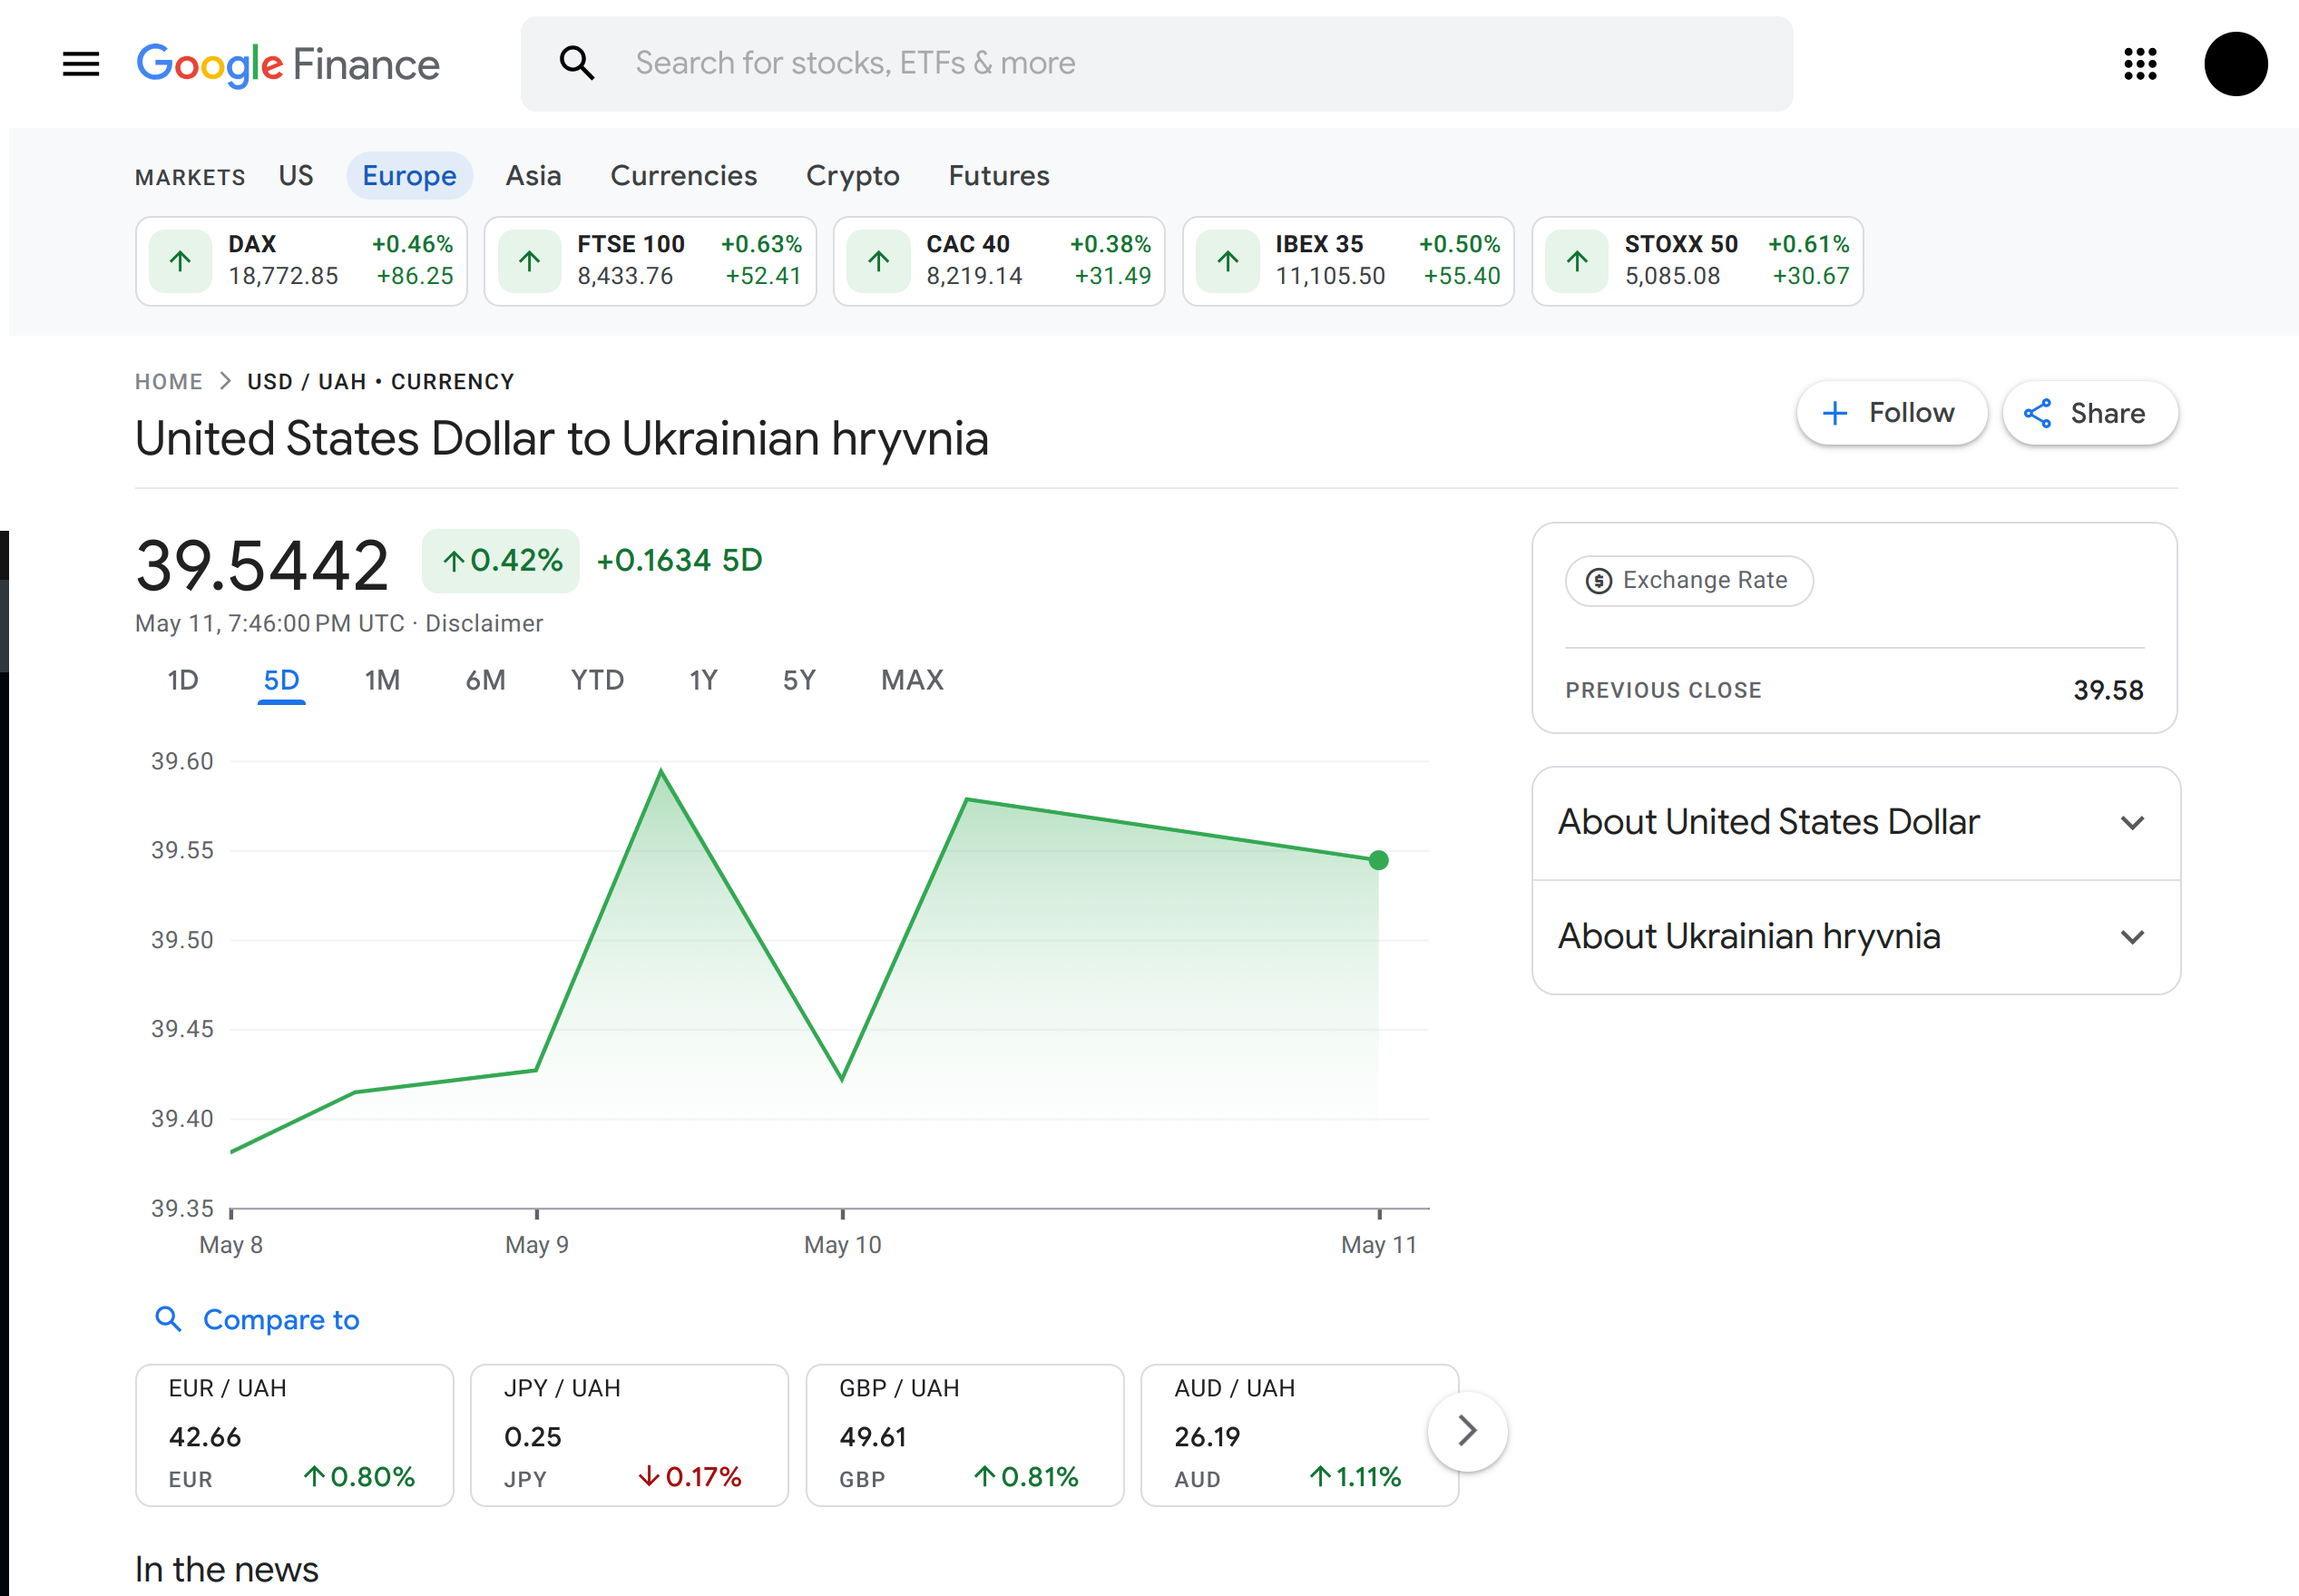 Google Finance
Search for stocks, ETFs & more
MARKETS US Europe Asia Currencies Crypto Futures
DAX +0.46%
18,772.85 +86.25
FTSE 100 +0.63%
8,433.76 +52.41
CAC 40 +0.38%
8,219.14 +31.49
IBEX 35 +0.50%
11,105.50 +55.40
STOXX 50 +0.61%
5,085.08 +30.67
HOME > USD / UAH • CURRENCY
United States Dollar to Ukrainian hryvnia
Follow
Share
39.5442 ↑0.42% +0.1634 5D
May 11, 7:46:00 PM UTC · Disclaimer
1D 5D 1M 6M YTD 1Y 5Y MAX
39.60
39.55
39.50
39.45
39.40
39.35
May 8 May 9 May 10 May 11
Exchange Rate
PREVIOUS CLOSE 39.58
About United States Dollar
About Ukrainian hryvnia
Compare to
EUR / UAH
42.66
EUR ↑0.80%
JPY / UAH
0.25
JPY ↓0.17%
GBP / UAH
49.61
GBP ↑0.81%
AUD / UAH
26.19
AUD ↑1.11%
In the news